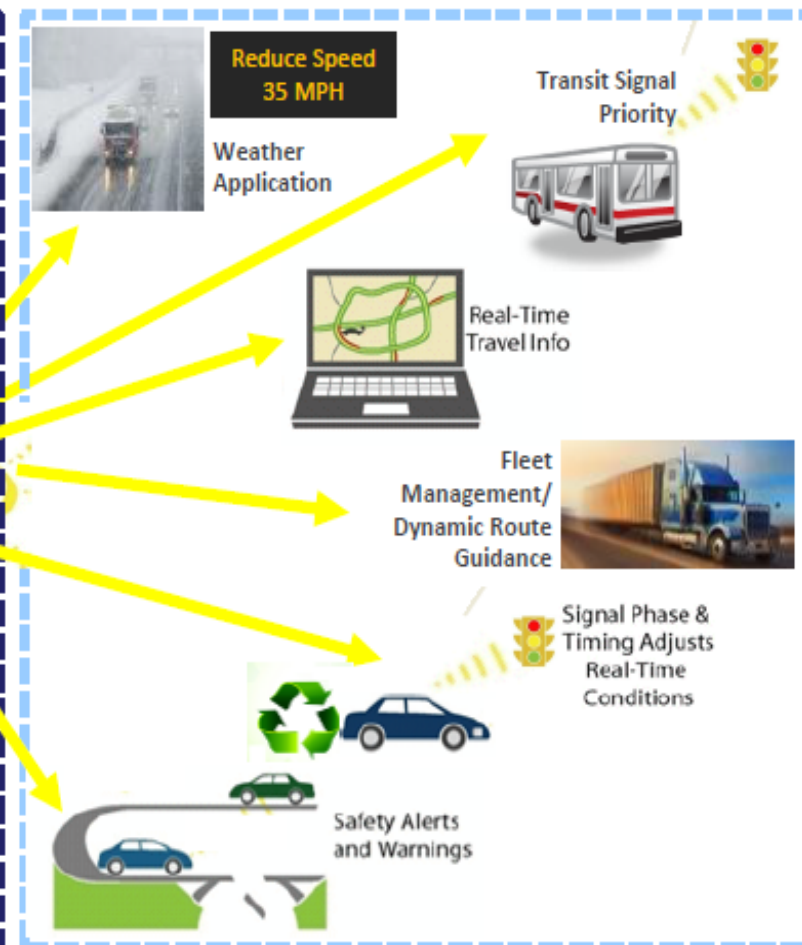 Reduce Speed
35 MPH
Weather
Application
Transit Signal
Priority
Real-Time
Travel Info
Fleet
Management/
Dynamic Route
Guidance
Signal Phase &
Timing Adjusts
Real-Time
Conditions
Safety Alerts
and Warnings